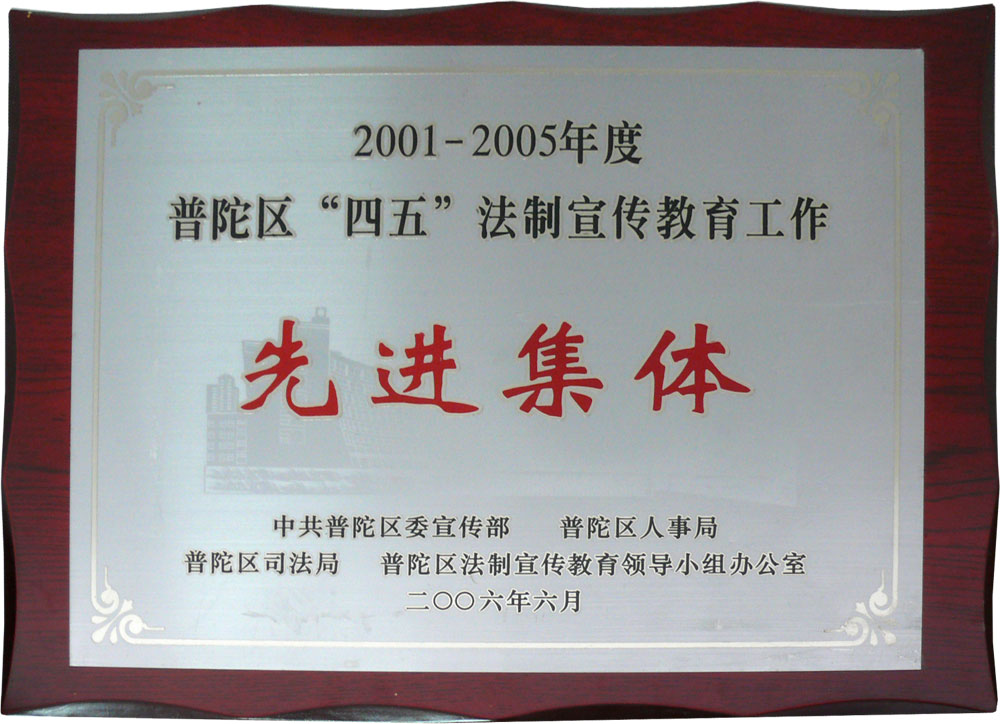 2001-2005年度
普陀区“四五”法制宣传教育工作
先进集体
中共普陀区委宣传部 普陀区人事局
普陀区司法局 普陀区法制宣传教育领导小组办公室
二〇〇六年六月